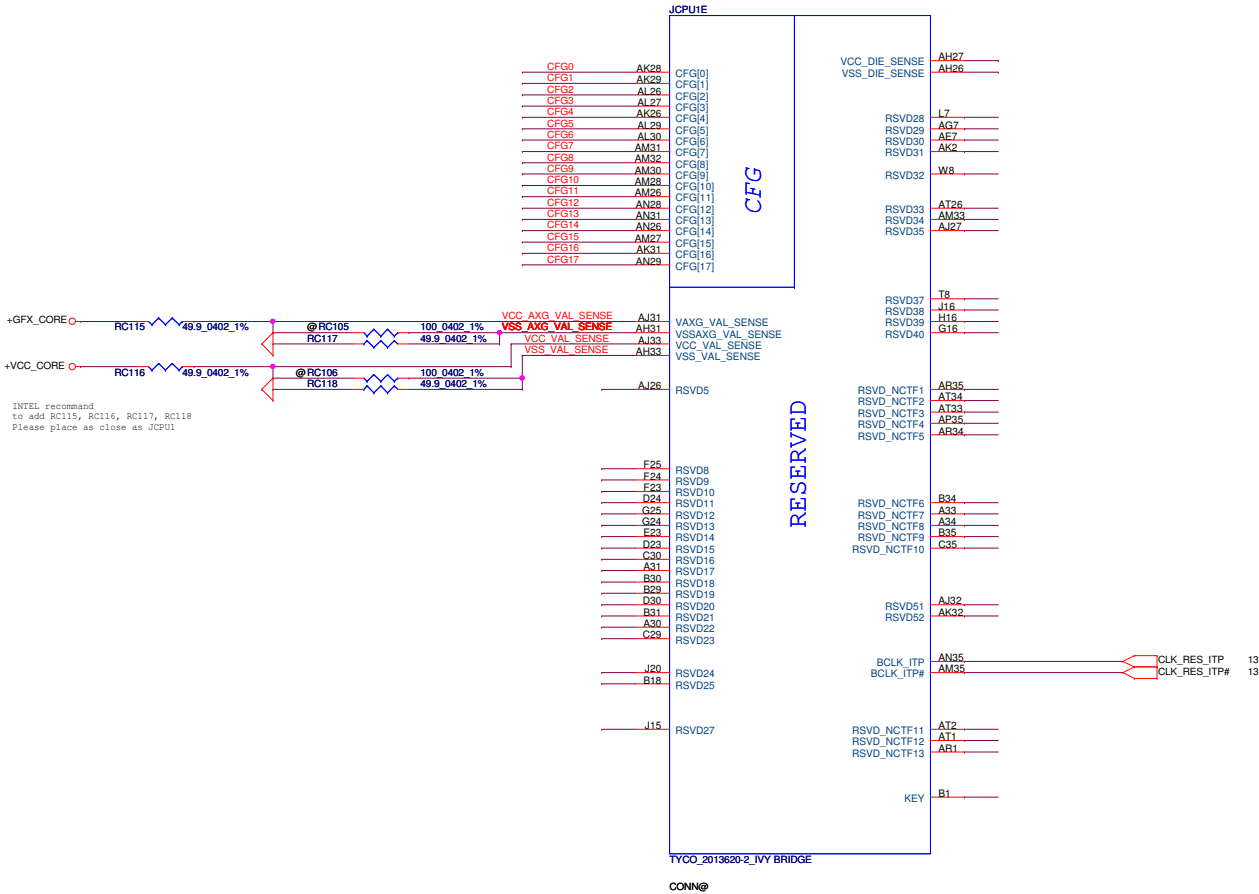 JCPU1E
CFG0 AK28 CFG[0]
CFG1 AK29 CFG[1]
CFG2 AL26 CFG[2]
CFG3 AL27 CFG[3]
CFG4 AK26 CFG[4]
CFG5 AL29 CFG[5]
CFG6 AL30 CFG[6]
CFG7 AM31 CFG[7]
CFG8 AM32 CFG[8]
CFG9 AM30 CFG[9]
CFG10 AM28 CFG[10]
CFG11 AM26 CFG[11]
CFG12 AN28 CFG[12]
CFG13 AN31 CFG[13]
CFG14 AN26 CFG[14]
CFG15 AM27 CFG[15]
CFG16 AK31 CFG[16]
CFG17 AN29 CFG[17]
CFG
+GFX_CORE RC115 49.9_0402_1% VCC_AXG_VAL_SENSE AJ31 VAXG_VAL_SENSE
@RC105 100_0402_1% VSS_AXG_VAL_SENSE AH31 VSSAXG_VAL_SENSE
RC117 49.9_0402_1% VCC_VAL_SENSE AJ33 VCC_VAL_SENSE
VSS_VAL_SENSE AH33 VSS_VAL_SENSE
+VCC_CORE RC116 49.9_0402_1%
@RC106 100_0402_1%
RC118 49.9_0402_1%
AJ26 RSVD5
INTEL recommand
to add RC115, RC116, RC117, RC118
Please place as close as JCPU1
RESERVED
F25 RSVD8
F24 RSVD9
F23 RSVD10
D24 RSVD11
G25 RSVD12
G24 RSVD13
E23 RSVD14
D23 RSVD15
C30 RSVD16
A31 RSVD17
B30 RSVD18
B29 RSVD19
D30 RSVD20
B31 RSVD21
A30 RSVD22
C29 RSVD23
J20 RSVD24
B18 RSVD25
J15 RSVD27
VCC_DIE_SENSE AH27
VSS_DIE_SENSE AH26
RSVD28 L7
RSVD29 AG7
RSVD30 AE7
RSVD31 AK2
RSVD32 W8
RSVD33 AT26
RSVD34 AM33
RSVD35 AJ27
RSVD37 T8
RSVD38 J16
RSVD39 H16
RSVD40 G16
RSVD_NCTF1 AR35
RSVD_NCTF2 AT34
RSVD_NCTF3 AT33
RSVD_NCTF4 AP35
RSVD_NCTF5 AR34
RSVD_NCTF6 B34
RSVD_NCTF7 A33
RSVD_NCTF8 A34
RSVD_NCTF9 B35
RSVD_NCTF10 C35
RSVD51 AJ32
RSVD52 AK32
BCLK_ITP AN35 CLK_RES_ITP 13
BCLK_ITP# AM35 CLK_RES_ITP# 13
RSVD_NCTF11 AT2
RSVD_NCTF12 AT1
RSVD_NCTF13 AR1
KEY B1
TYCO_2013620-2_IVY BRIDGE
CONN@